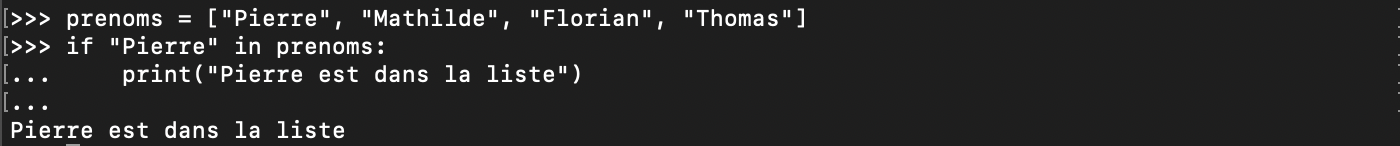 >>> prenoms = ["Pierre", "Mathilde", "Florian", "Thomas"]
>>> if "Pierre" in prenoms:
...     print("Pierre est dans la liste")
...
Pierre est dans la liste